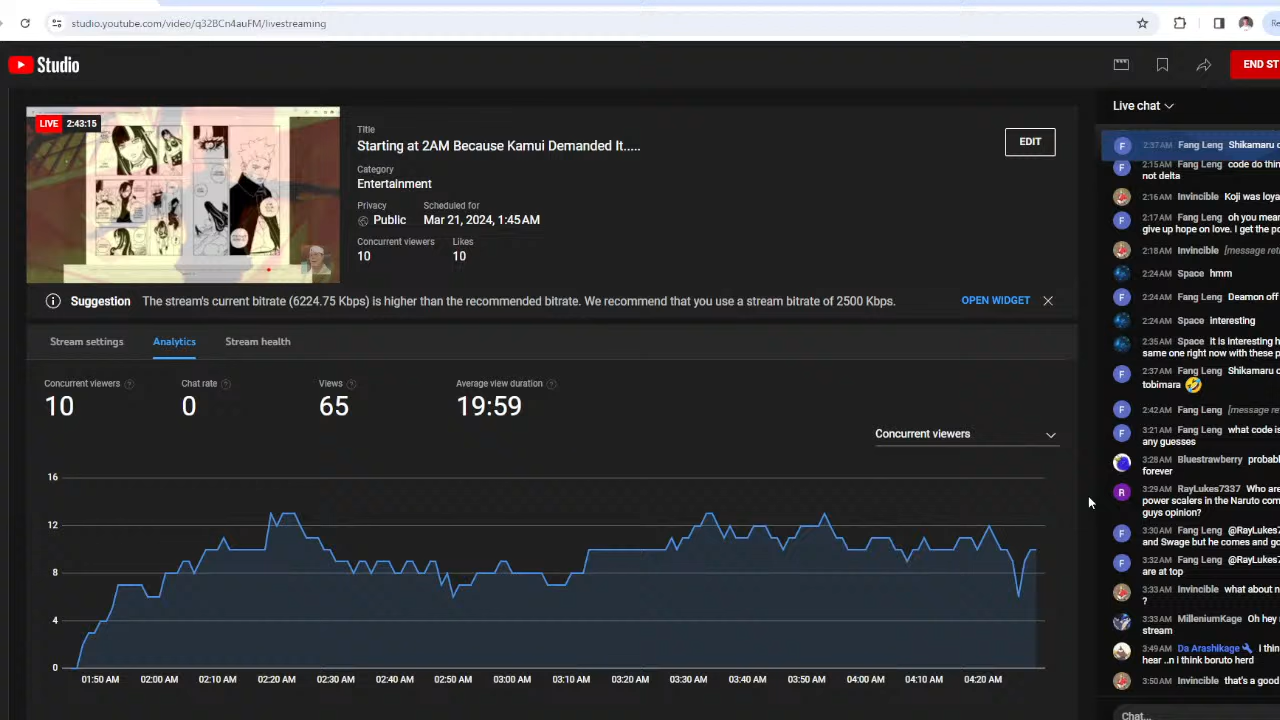 studio.youtube.com/video/q32BCn4auFM/livestreaming
Studio
END ST
LIVE 2:43:15
Title
Starting at 2AM Because Kamui Demanded It.....
Category
Entertainment
Privacy
Scheduled for
Public
Mar 21, 2024, 1:45 AM
Concurrent viewers
Likes
10
10
EDIT
Suggestion The stream's current bitrate (6224.75 Kbps) is higher than the recommended bitrate. We recommend that you use a stream bitrate of 2500 Kbps.
OPEN WIDGET
Stream settings
Analytics
Stream health
Concurrent viewers
Chat rate
Views
Average view duration
10
0
65
19:59
Concurrent viewers
16
12
8
4
0
01:50 AM 02:00 AM 02:10 AM 02:20 AM 02:30 AM 02:40 AM 02:50 AM 03:00 AM 03:10 AM 03:20 AM 03:30 AM 03:40 AM 03:50 AM 04:00 AM 04:10 AM 04:20 AM
Live chat
F 2:37AM Fang Leng Shikamaru c
F 2:15AM Fang Leng code do thin
not delta
2:16AM Invincible Koji was loya
F 2:17AM Fang Leng oh you mean
give up hope on love. I get the po
2:18AM Invincible [message ret
2:24AM Space hmm
F 2:24AM Fang Leng Deamon off
2:24AM Space interesting
2:35AM Space It is interesting h
same one right now with these p
F 2:37AM Fang Leng Shikamaru c
tobimara 🤣
F 2:42AM Fang Leng [message re
F 3:21AM Fang Leng what code is
any guesses
3:28AM Bluestrawberry probab
forever
R 3:29AM RayLukes7337 Who are
power scalers in the Naruto com
guys opinion?
F 3:30AM Fang Leng @RayLukes7
and Swage but he comes and go
F 3:32AM Fang Leng @RayLukes7
are at top
3:33AM Invincible what about n
?
3:33AM MilleniumKage Oh hey
stream
3:49AM Da Arashikage i thin
hear ..n i think boruto herd
3:50AM Invincible that's a good
Chat...